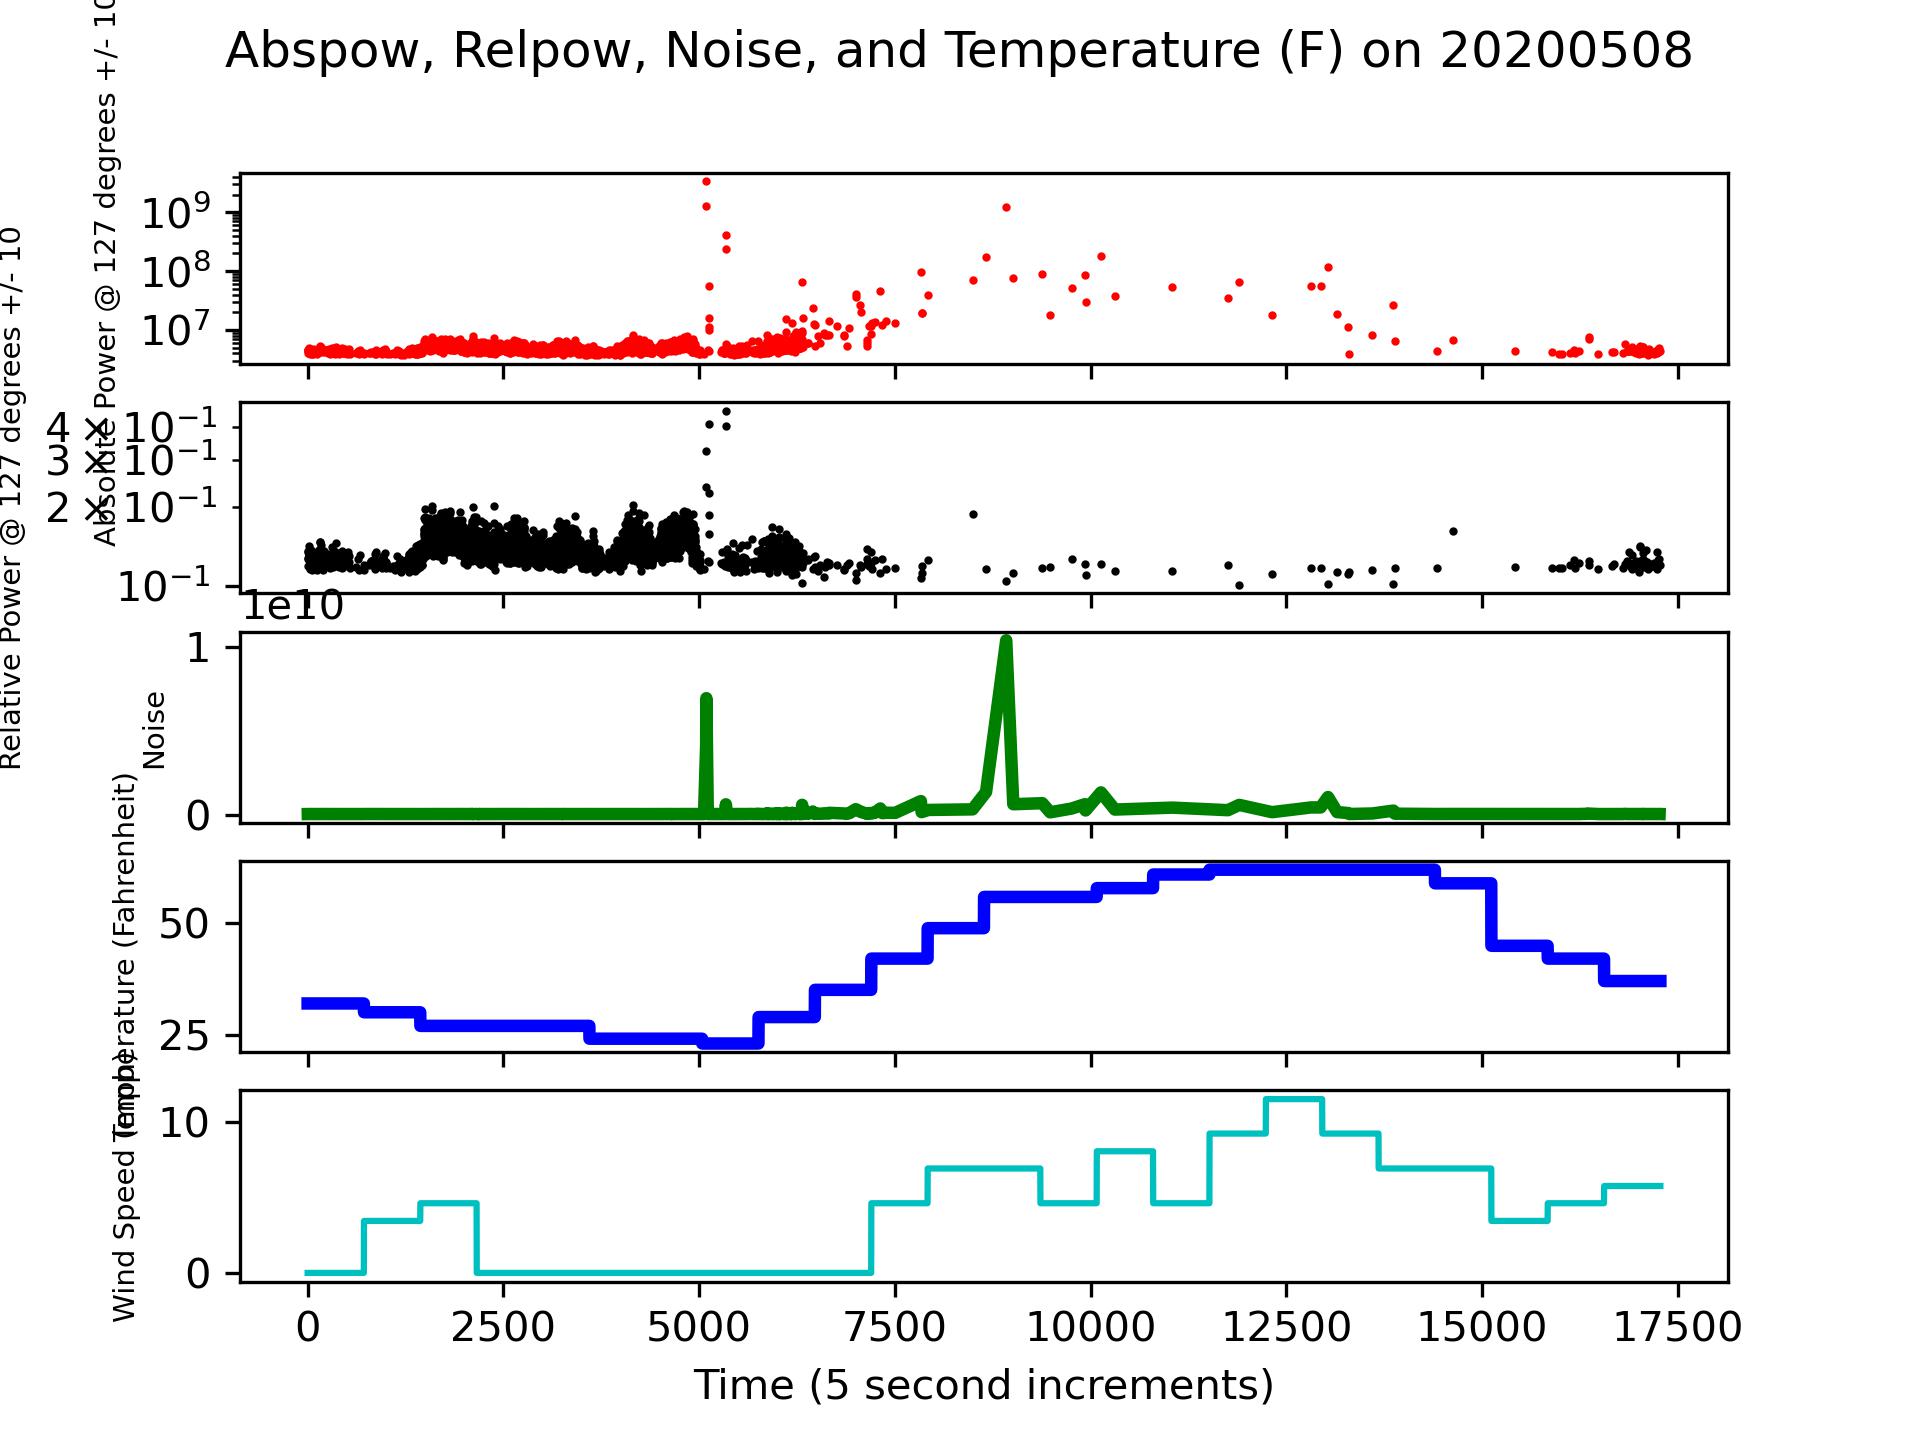 Abspow, Relpow, Noise, and Temperature (F) on 20200508
Absolute Power @ 127 degrees +/- 10
10⁹
10⁸
10⁷
Relative Power @ 127 degrees +/- 10
4 × 10⁻¹
3 × 10⁻¹
2 × 10⁻¹
10⁻¹
1e10
Noise
1
0
Temperature (Fahrenheit)
50
25
Wind Speed (mph)
10
0
0 2500 5000 7500 10000 12500 15000 17500
Time (5 second increments)